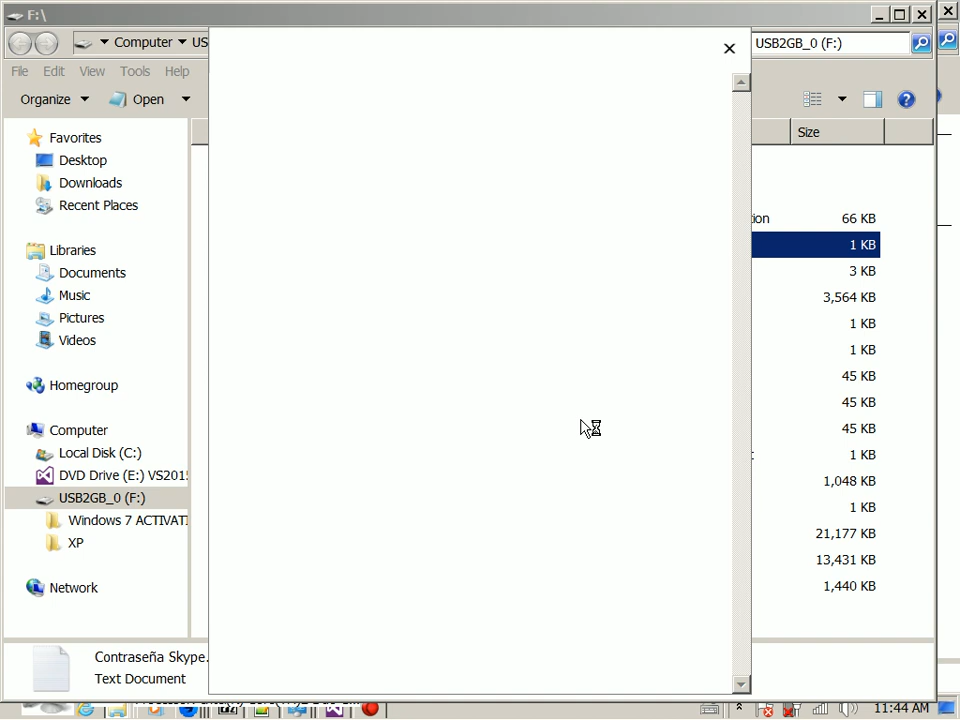 F:\
Computer US
USB2GB_0 (F:)
File Edit View Tools Help
Organize Open
Size
Favorites
Desktop
Downloads
Recent Places
Libraries
Documents
Music
Pictures
Videos
Homegroup
Computer
Local Disk (C:)
DVD Drive (E:) VS2015
USB2GB_0 (F:)
Windows 7 ACTIVATI
XP
Network
ion 66 KB
1 KB
3 KB
3,564 KB
1 KB
1 KB
45 KB
45 KB
45 KB
1 KB
1,048 KB
1 KB
21,177 KB
13,431 KB
1,440 KB
Contraseña Skype.
Text Document
11:44 AM